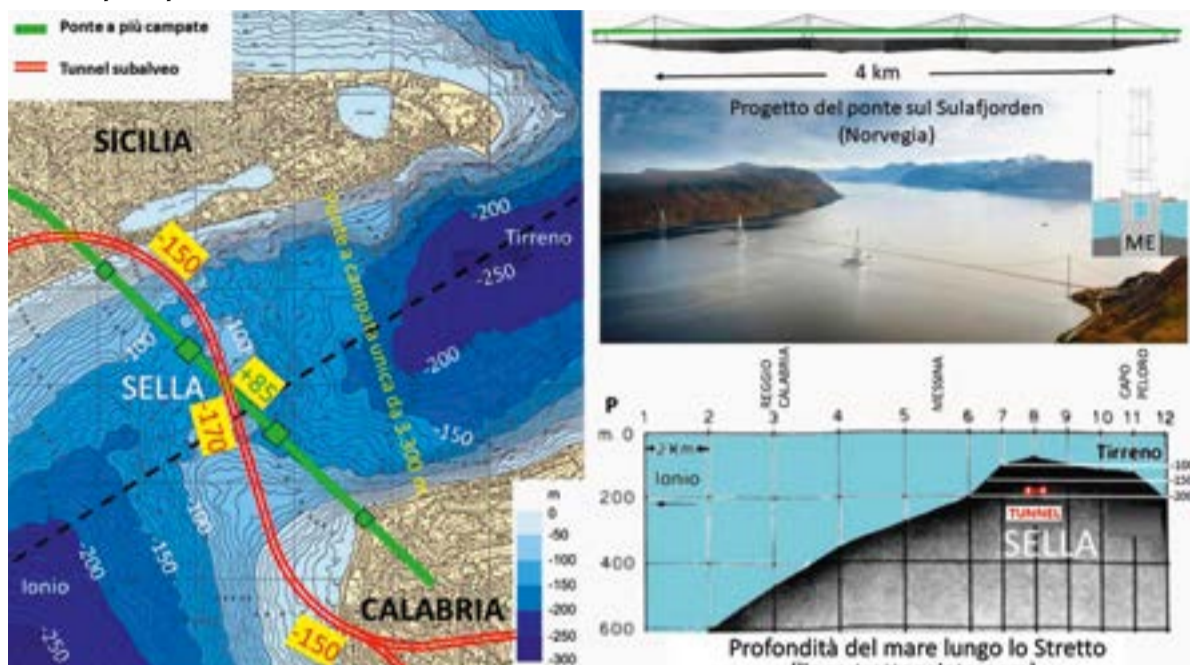 Ponte a più campate
Tunnel subalveo
SICILIA
-200
Tirreno
-250
-150
Ponte a campata unica da 3.300 m
-200
-100
-100
SELLA
+85
-170
-150
-100
-150
-200
Ionio
-250
-150
CALABRIA
m
0
-50
-100
-150
-200
-250
-300
4 km
Progetto del ponte sul Sulafjorden
(Norvegia)
ME
REGGIO
CALABRIA
MESSINA
CAPO
PELORO
P
1 2 3 4 5 6 7 8 9 10 11 12
m 0
2 Km
Tirreno
-100
-150
-200
Ionio
200
TUNNEL
SELLA
400
600
Profondità del mare lungo lo Stretto